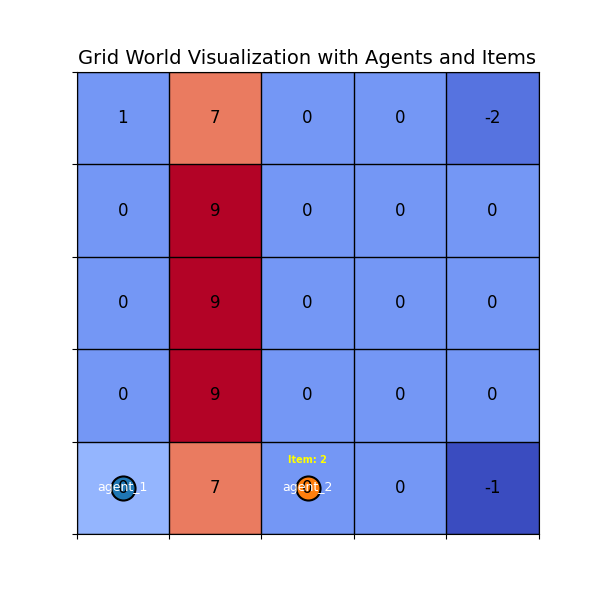 Grid World Visualization with Agents and Items
1 7 0 0 -2
0 9 0 0 0
0 9 0 0 0
0 9 0 0 0
Item: 2
agent_1 7 agent_2 0 -1